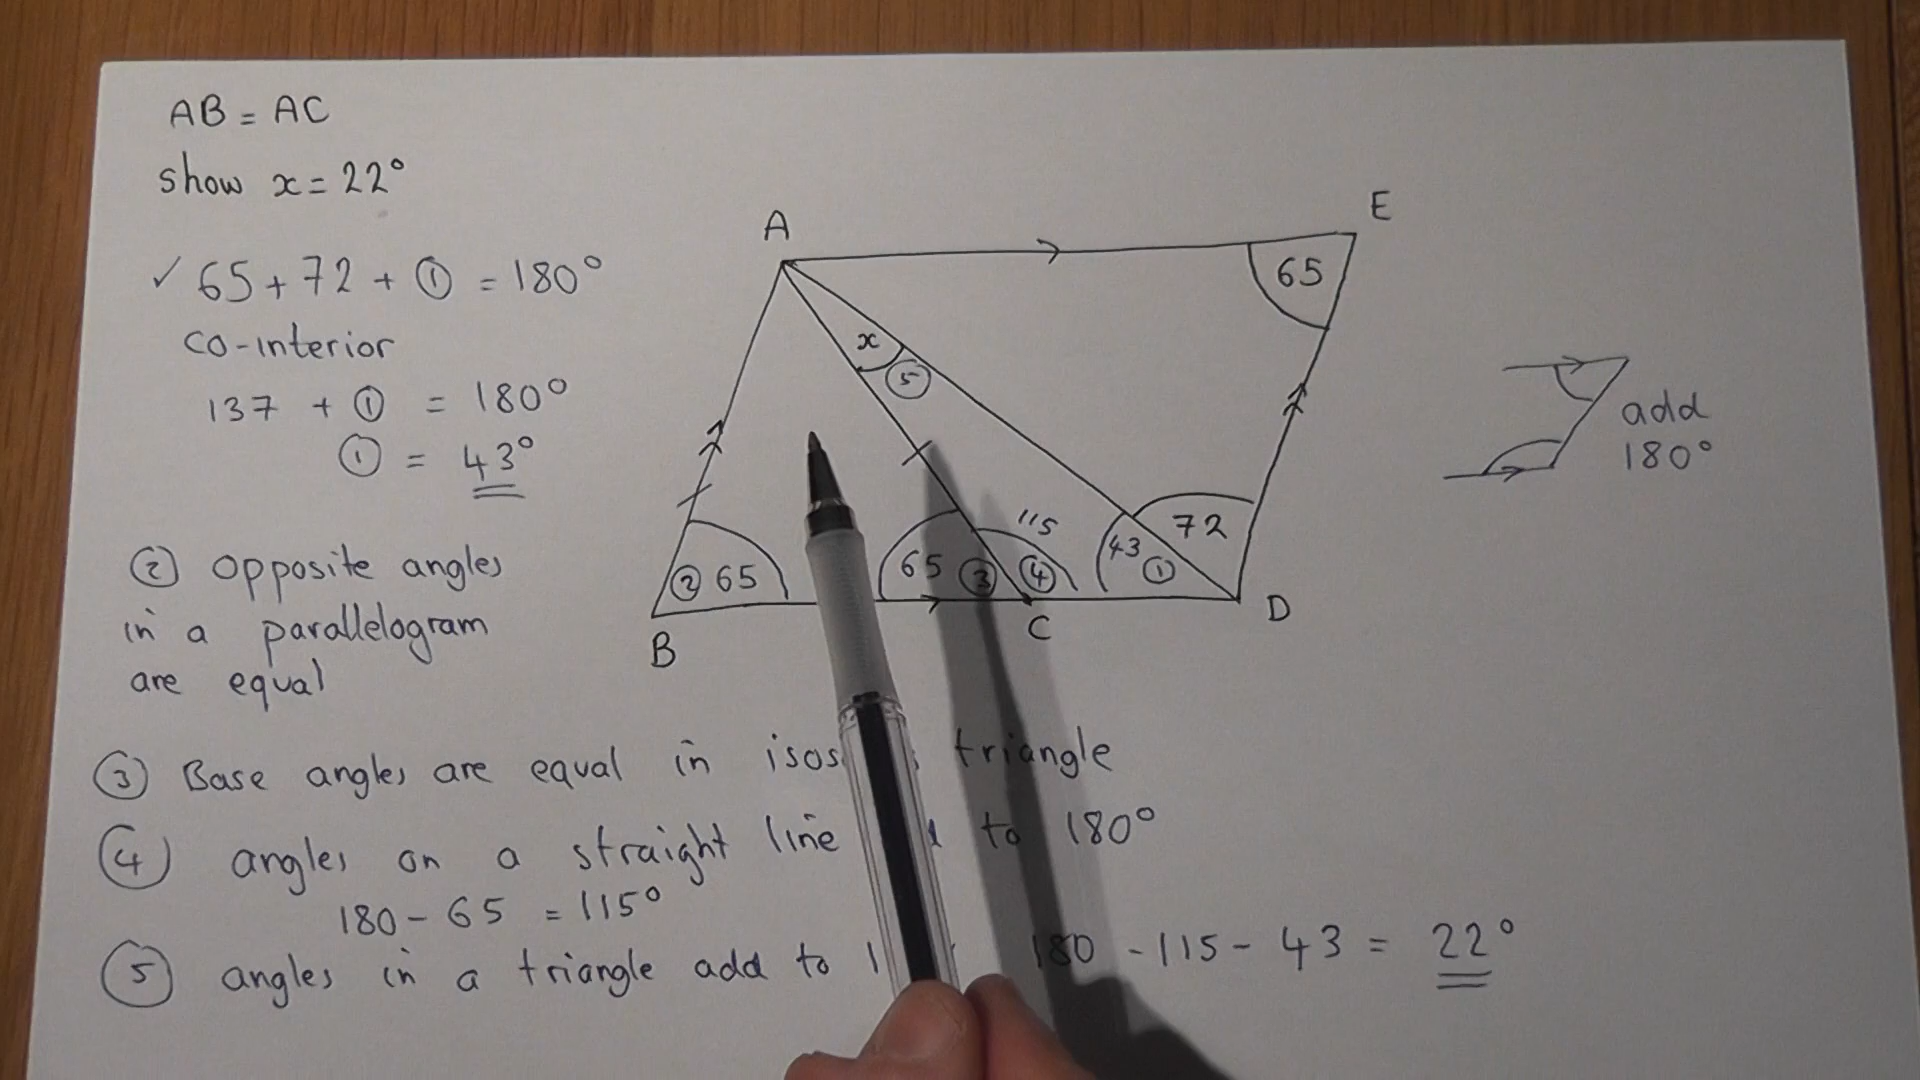 AB = AC
show x = 22°
✓ 65 + 72 + ① = 180°
co-interior
137 + ① = 180°
① = 43°
② opposite angles
in a parallelogram
are equal
A
E
65
x
⑤
115
72
43 ①
② 65
65 ③
④
B
C
D
add
180°
③ Base angles are equal in triangle
④ angles on a straight line to 180°
180 - 65 = 115°
⑤ angles in a triangle add to 180 - 115 - 43 = 22°